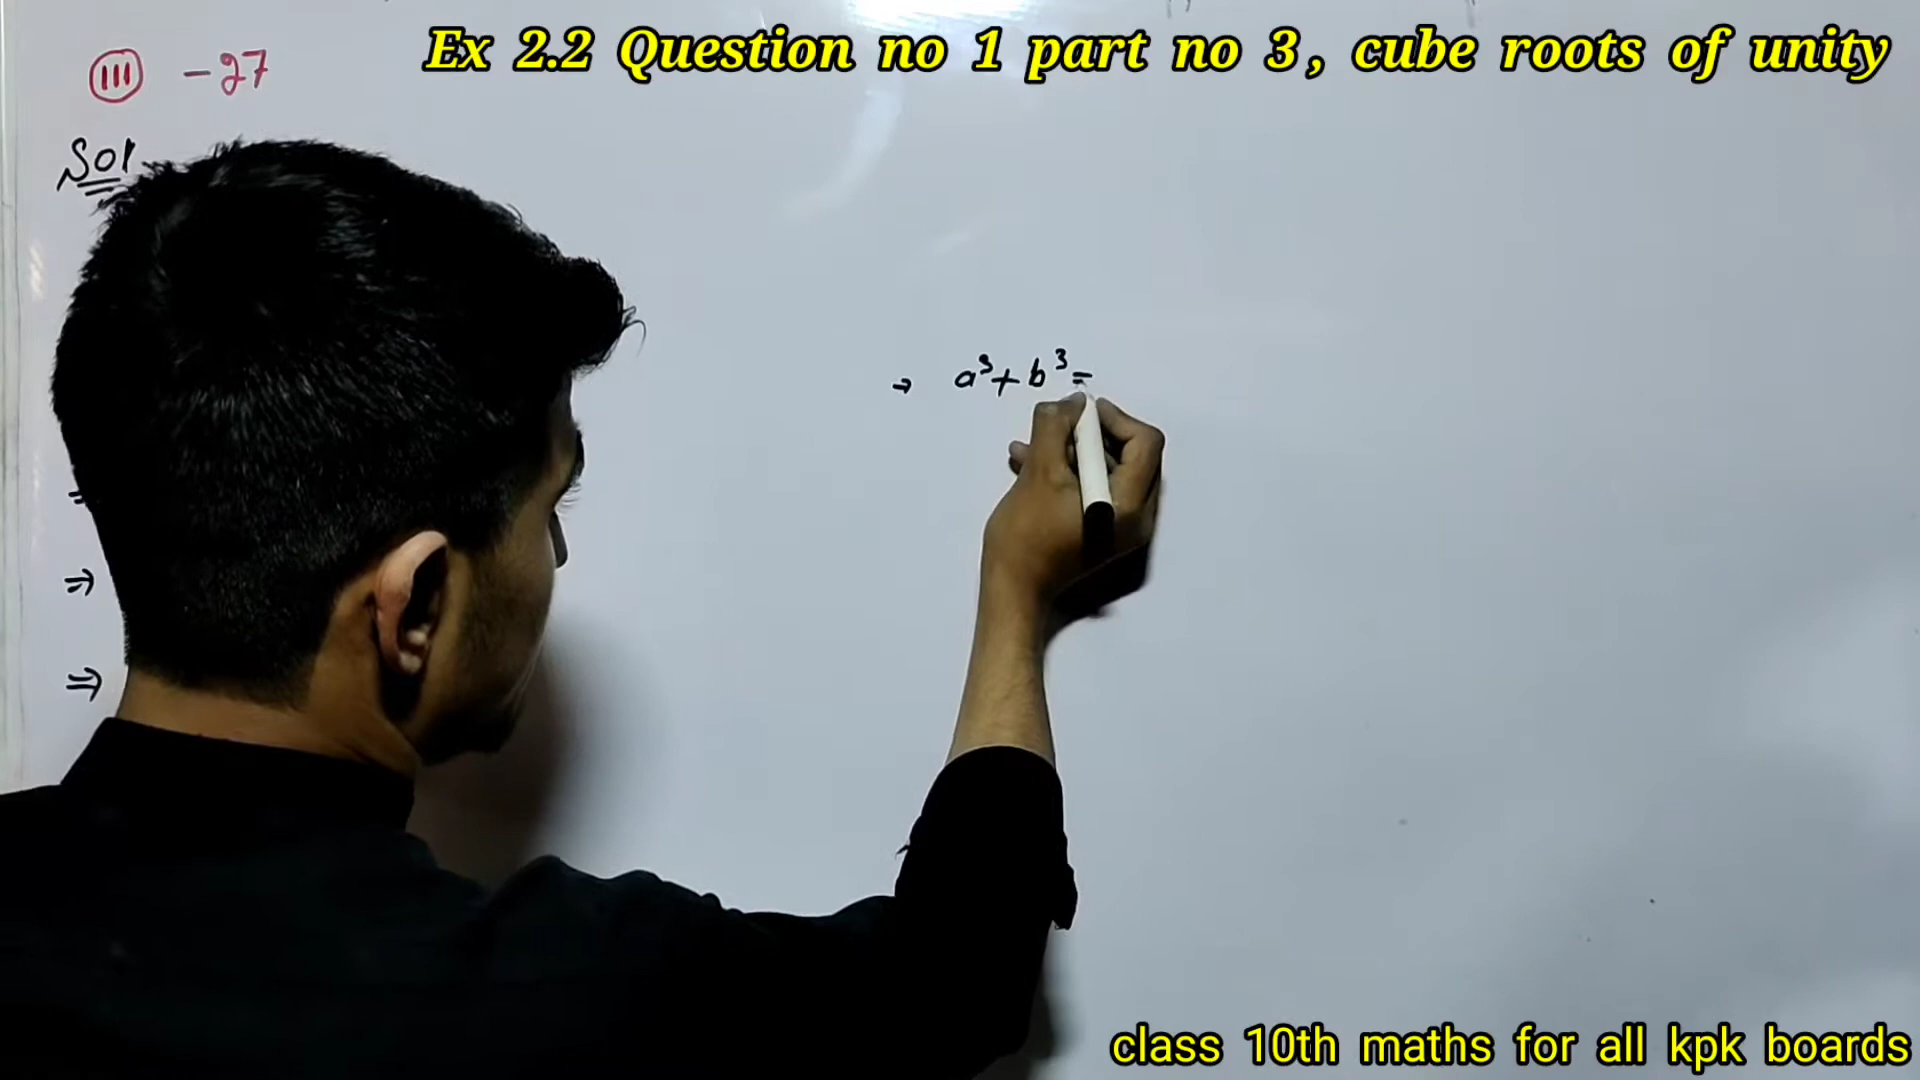 Ex 2.2 Question no 1 part no 3, cube roots of unity
(III) -27
Sol
⇒
⇒
→ a³+b³=
class 10th maths for all kpk boards